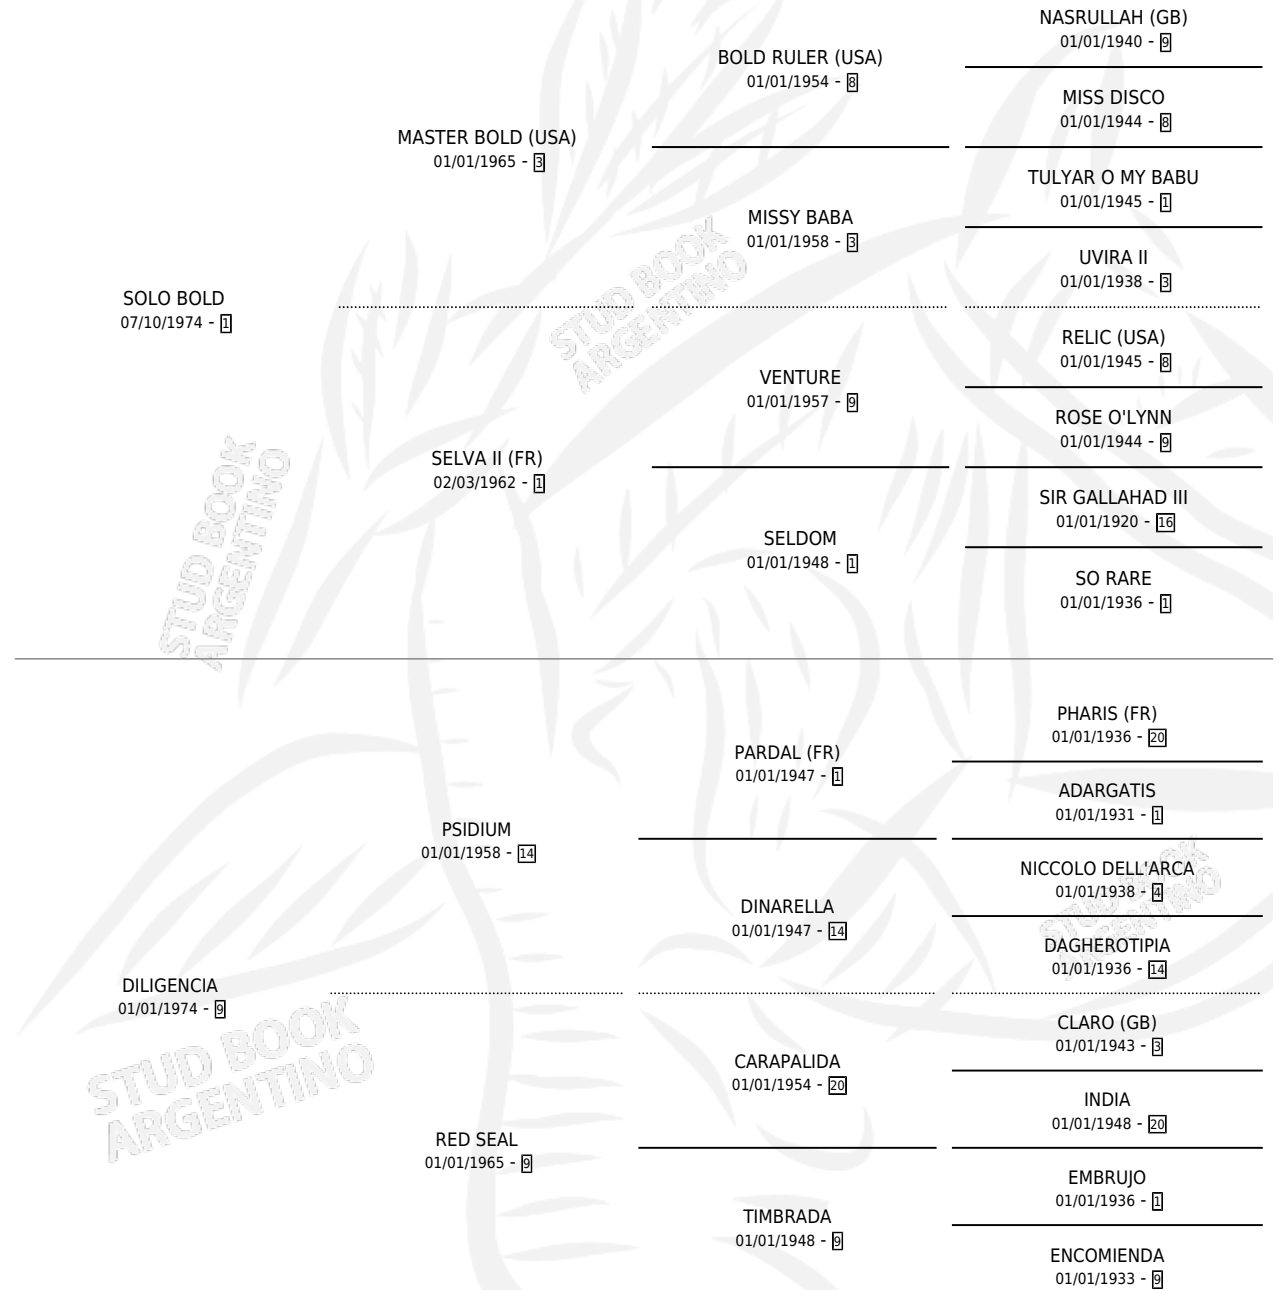 NASRULLAH (GB)
01/01/1940 - 9
BOLD RULER (USA)
01/01/1954 - 8
MISS DISCO
01/01/1944 - 8
MASTER BOLD (USA)
01/01/1965 - 3
TULYAR O MY BABU
01/01/1945 - 1
MISSY BABA
01/01/1958 - 3
UVIRA II
01/01/1938 - 3
SOLO BOLD
07/10/1974 - 1
RELIC (USA)
01/01/1945 - 8
VENTURE
01/01/1957 - 9
ROSE O'LYNN
01/01/1944 - 9
SELVA II (FR)
02/03/1962 - 1
SIR GALLAHAD III
01/01/1920 - 16
SELDOM
01/01/1948 - 1
SO RARE
01/01/1936 - 1
PHARIS (FR)
01/01/1936 - 20
PARDAL (FR)
01/01/1947 - 1
ADARGATIS
01/01/1931 - 1
PSIDIUM
01/01/1958 - 14
NICCOLO DELL'ARCA
01/01/1938 - 4
DINARELLA
01/01/1947 - 14
DAGHEROTIPIA
01/01/1936 - 14
DILIGENCIA
01/01/1974 - 9
CLARO (GB)
01/01/1943 - 3
CARAPALIDA
01/01/1954 - 20
INDIA
01/01/1948 - 20
RED SEAL
01/01/1965 - 9
EMBRUJO
01/01/1936 - 1
TIMBRADA
01/01/1948 - 9
ENCOMIENDA
01/01/1933 - 9
STUD BOOK
ARGENTINO
STUD BOOK
ARGENTINO
STUD BOOK
ARGENTINO
STUD BOOK
ARGENTINO